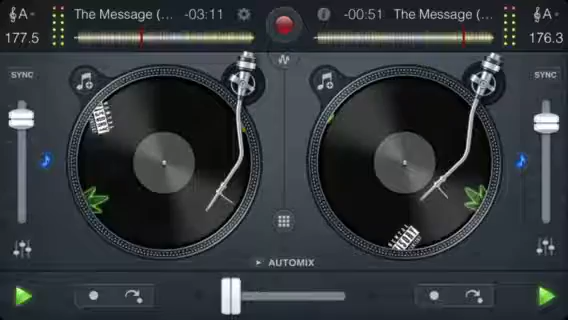 A-
The Message (...
-03:11
i
-00:51
The Message (...
A-
177.5
176.3
SYNC
SYNC
AUTOMIX